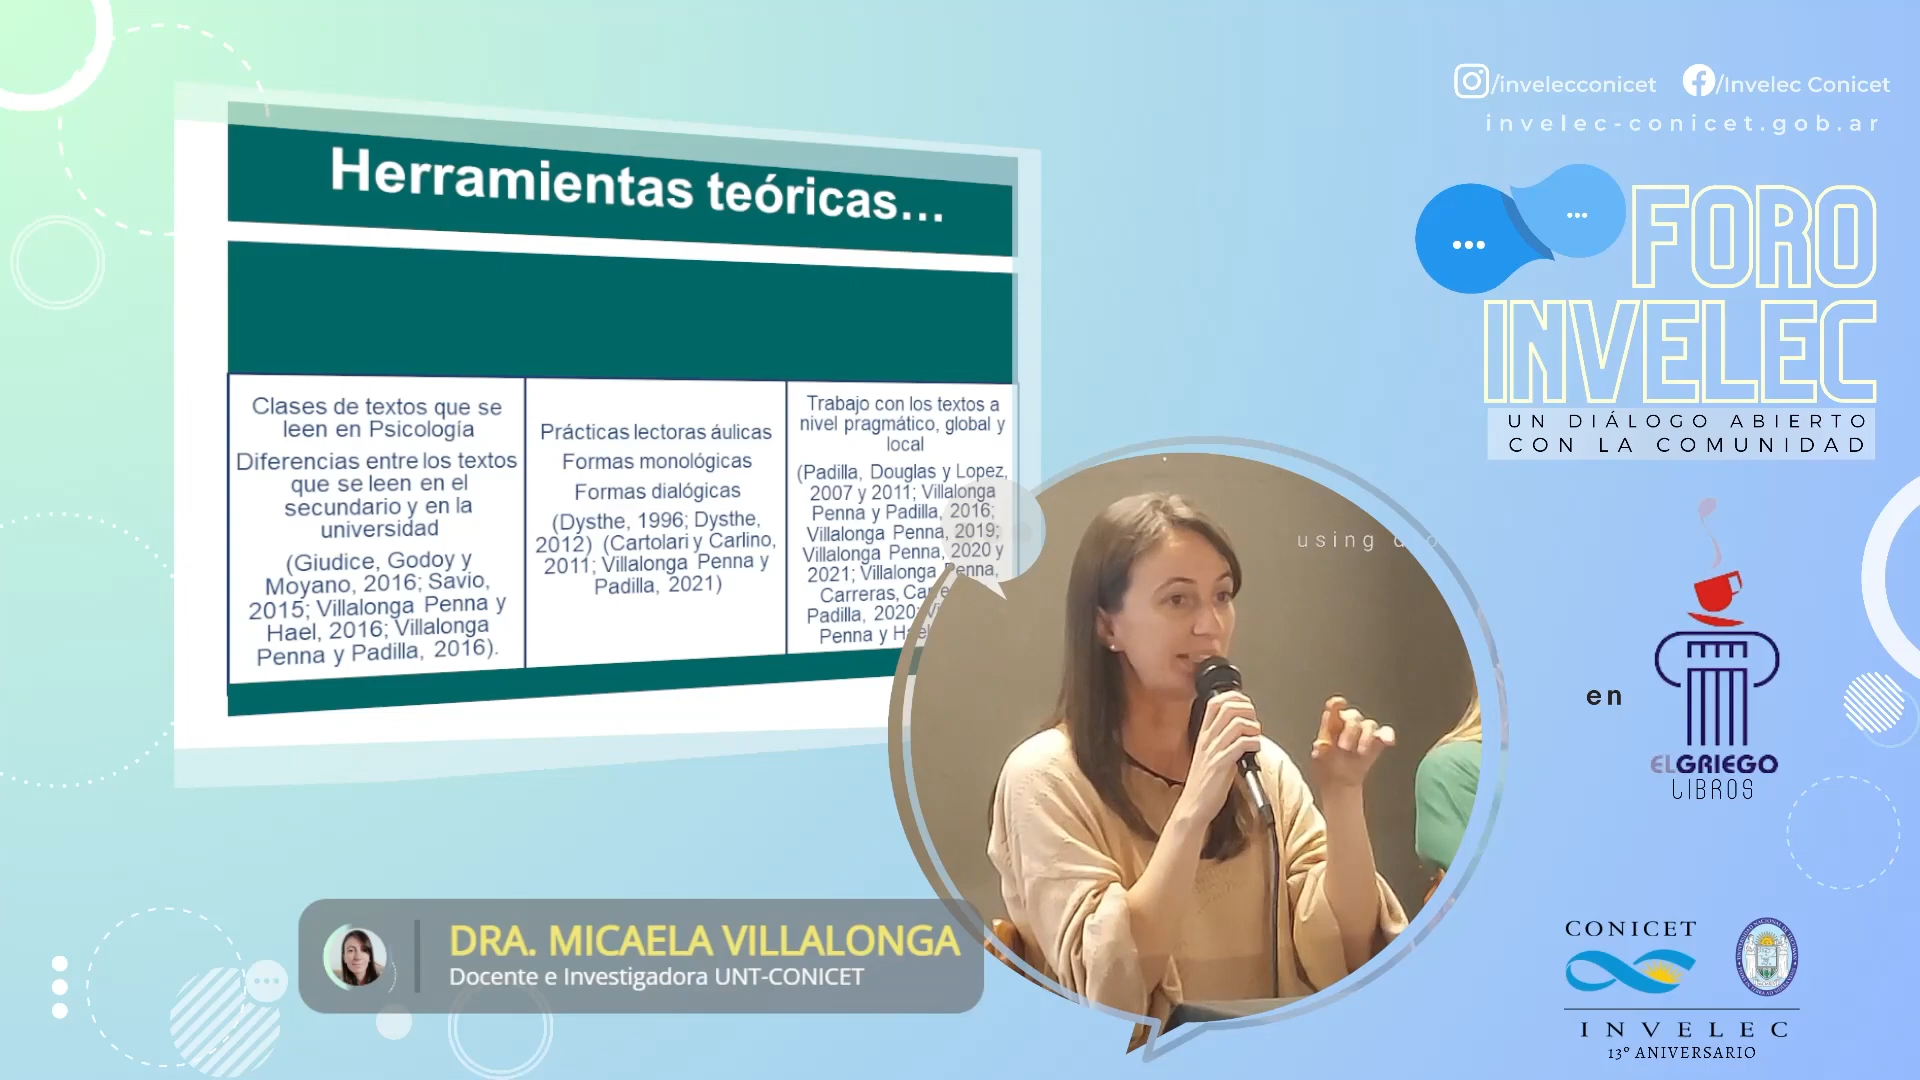 Herramientas teóricas...
Clases de textos que se
leen en Psicología
Diferencias entre los textos
que se leen en el
secundario y en la
universidad
(Giudice, Godoy y
Moyano, 2016; Savio,
2015; Villalonga Penna y
Hael, 2016; Villalonga
Penna y Padilla, 2016).
Prácticas lectoras áulicas
Formas monológicas
Formas dialógicas
(Dysthe, 1996; Dysthe,
2012) (Cartolari y Carlino,
2011; Villalonga Penna y
Padilla, 2021)
Trabajo con los textos a
nivel pragmático, global y
local
(Padilla, Douglas y Lopez,
2007 y 2011; Villalonga
Penna y Padilla, 2016;
Villalonga Penna, 2019;
Villalonga Penna, 2020 y
2021; Villalonga Penna,
Carreras,
Padilla, 2020;
Penna y
using
DRA. MICAELA VILLALONGA
Docente e Investigadora UNT-CONICET
/invelecconicet /Invelec Conicet
invelec-conicet.gob.ar
FORO
INVELEC
UN DIÁLOGO ABIERTO
CON LA COMUNIDAD
en
ELGRIEGO
LIBROS
CONICET
INVELEC
13º ANIVERSARIO